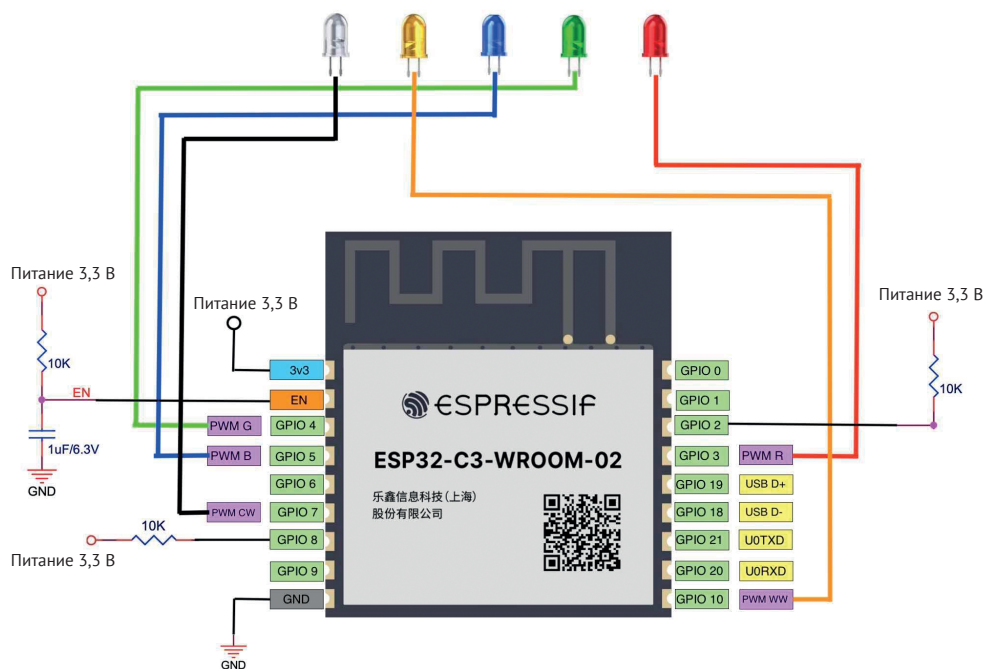 Питание 3,3 В
10K
EN
1uF/6.3V
GND
Питание 3,3 В
Питание 3,3 В
10K
10K
Питание 3,3 В
GND
3v3
EN
PWM G
GPIO 4
PWM B
GPIO 5
GPIO 6
PWM CW
GPIO 7
GPIO 8
GPIO 9
GND
ESPRESSIF
ESP32-C3-WROOM-02
乐鑫信息科技(上海)
股份有限公司
GPIO 0
GPIO 1
GPIO 2
GPIO 3
PWM R
GPIO 19
USB D+
GPIO 18
USB D-
GPIO 21
U0TXD
GPIO 20
U0RXD
GPIO 10
PWM WW